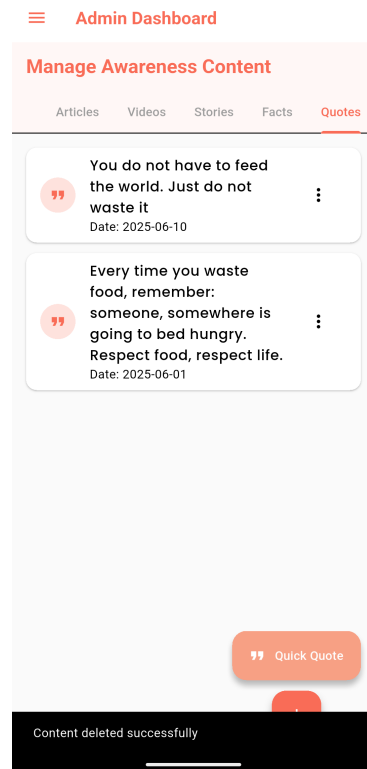 Admin Dashboard
Manage Awareness Content
Articles Videos Stories Facts Quotes
You do not have to feed
the world. Just do not
waste it
Date: 2025-06-10
Every time you waste
food, remember:
someone, somewhere is
going to bed hungry.
Respect food, respect life.
Date: 2025-06-01
Quick Quote
Content deleted successfully